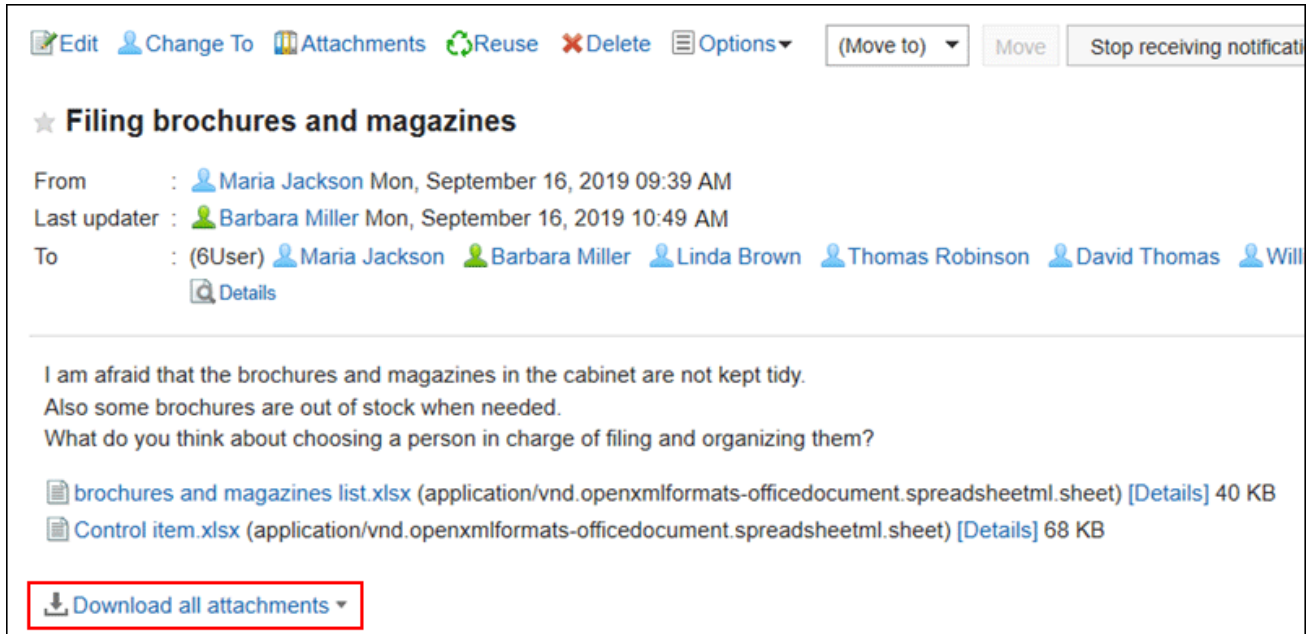 Edit Change To Attachments Reuse Delete Options (Move to) Move Stop receiving
Filing brochures and magazines
From : Maria Jackson Mon, September 16, 2019 09:39 AM
Last updater : Barbara Miller Mon, September 16, 2019 10:49 AM
To : (6User) Maria Jackson Barbara Miller Linda Brown Thomas Robinson David Thomas
Details
I am afraid that the brochures and magazines in the cabinet are not kept tidy.
Also some brochures are out of stock when needed.
What do you think about choosing a person in charge of filing and organizing them?
brochures and magazines list.xlsx (application/vnd.openxmlformats-officedocument.spreadsheetml.sheet) [Details] 40 KB
Control item.xlsx (application/vnd.openxmlformats-officedocument.spreadsheetml.sheet) [Details] 68 KB
Download all attachments